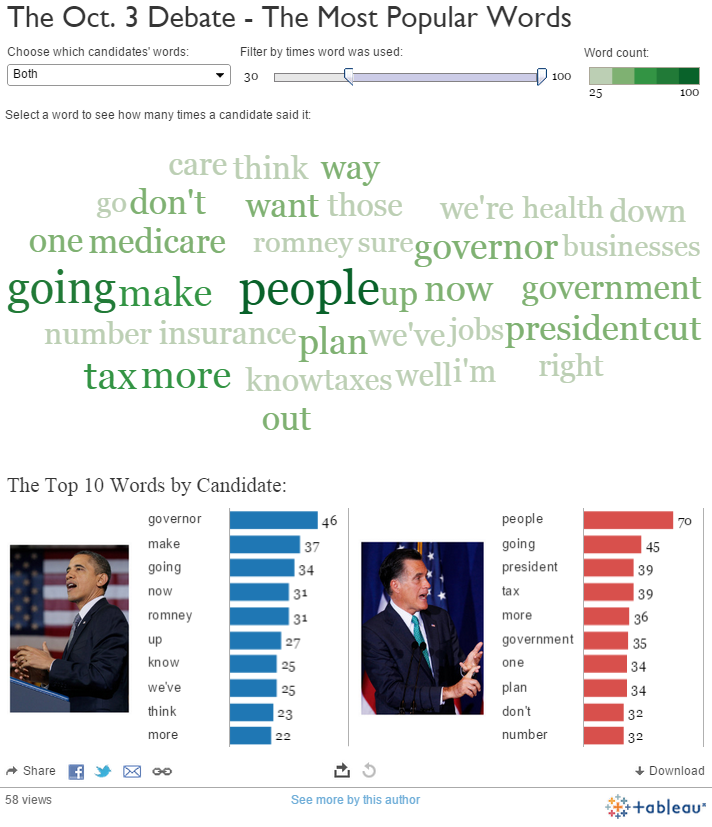 The Oct. 3 Debate - The Most Popular Words
Choose which candidates' words:
Both
Filter by times word was used:
30 100
Word count:
25 100
Select a word to see how many times a candidate said it:
care think way
go don't want those we're health down
one medicare romney sure governor businesses
going make people up now government
number insurance plan we've jobs president cut
tax more know taxes well i'm right
out
The Top 10 Words by Candidate:
governor 46
make 37
going 34
now 31
romney 31
up 27
know 25
we've 25
think 23
more 22
people 70
going 45
president 39
tax 39
more 36
government 35
one 34
plan 34
don't 32
number 32
Share
Download
58 views
See more by this author
+tableau